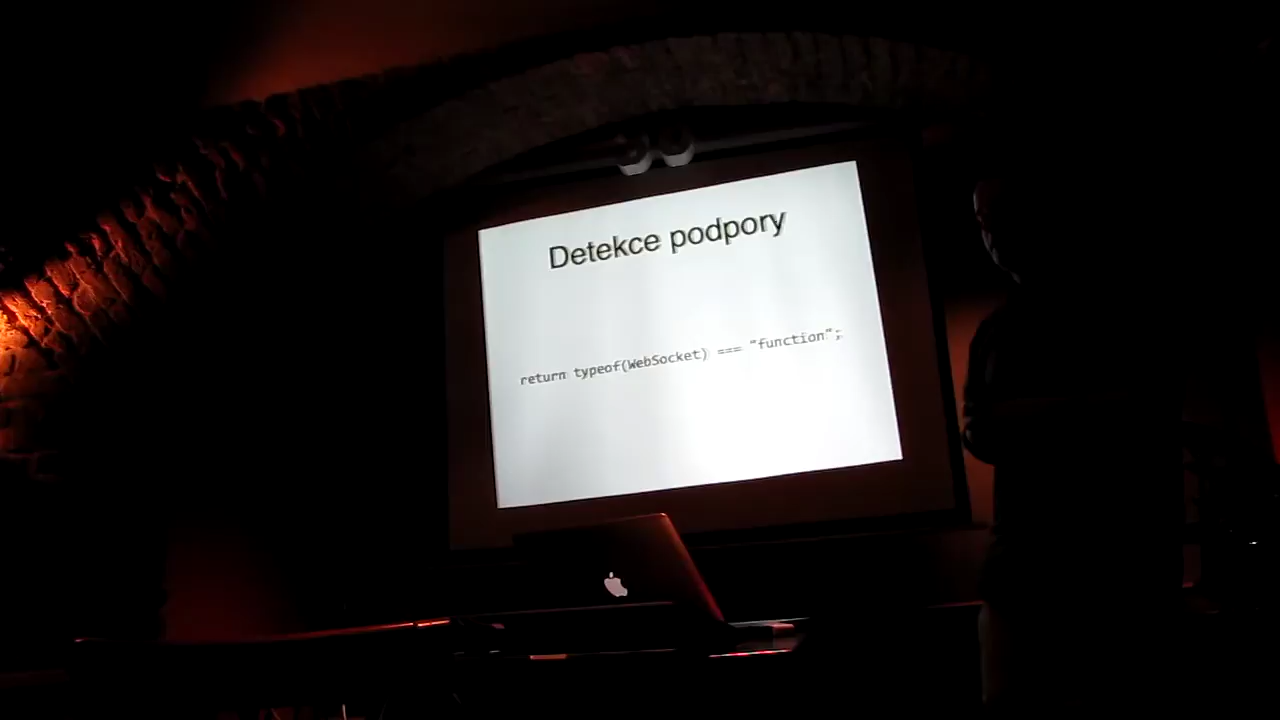 Detekce podpory
return typeof(WebSocket) === "function";